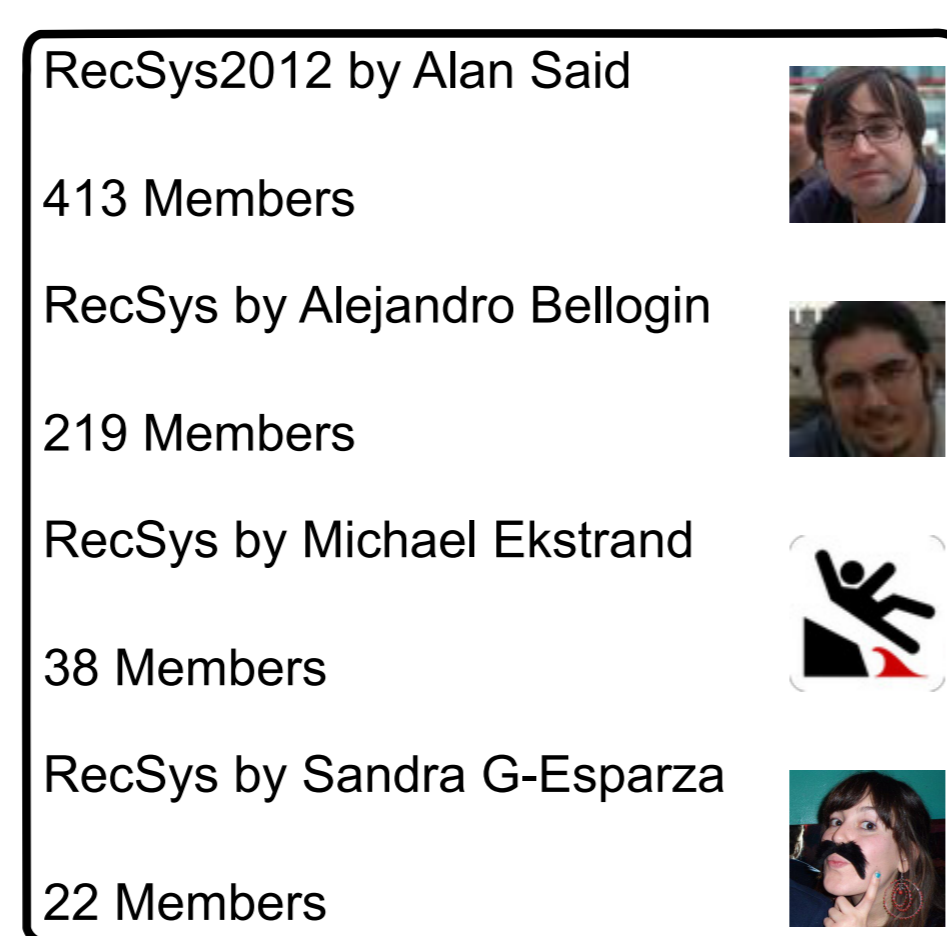 RecSys2012 by Alan Said
413 Members
RecSys by Alejandro Bellogin
219 Members
RecSys by Michael Ekstrand
38 Members
RecSys by Sandra G-Esparza
22 Members